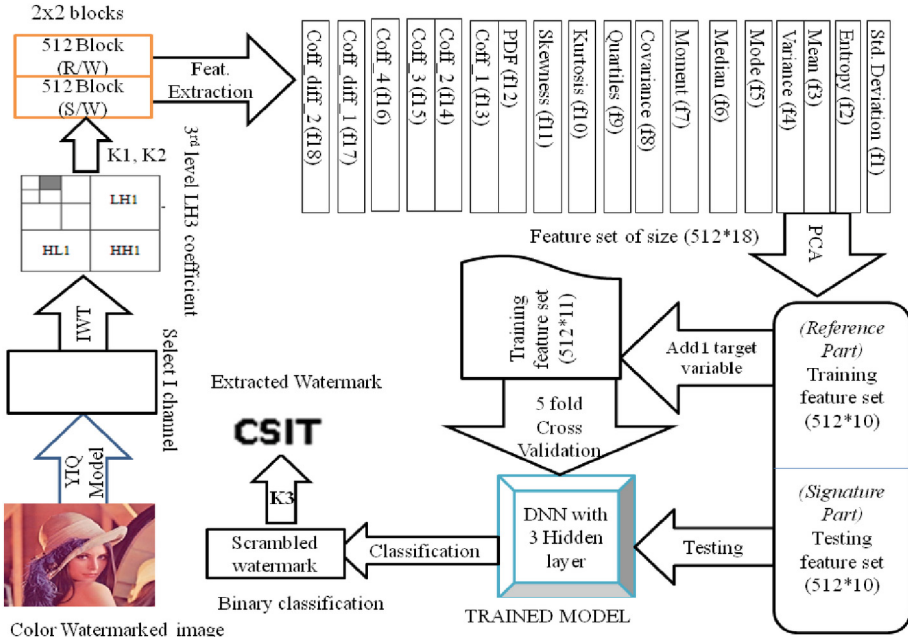 2x2 blocks
512 Block
(R/W)
512 Block
(S/W)
Feat.
Extraction
Coff_diff_2 (f18)
Coff_diff_1 (f17)
Coff_4 (f16)
Coff_3 (f15)
Coff_2 (f14)
Coff_1 (f13)
PDF (f12)
Skewness (f11)
Kurtosis (f10)
Quartiles (f9)
Covariance (f8)
Moment (f7)
Median (f6)
Mode (f5)
Variance (f4)
Mean (f3)
Entropy (f2)
Std. Deviation (f1)
Feature set of size (512*18)
PCA
K1, K2
3rd level LH3 coefficient
LH1
HL1
HH1
IWT
Select I channel
YIQ
Model
Color Watermarked image
(Reference
Part)
Training
feature set
(512*10)
(Signature
Part)
Testing
feature set
(512*10)
Add 1 target
variable
Training
feature set
(512*11)
5 fold
Cross
Validation
Testing
DNN with
3 Hidden
layer
TRAINED MODEL
Classification
Scrambled
watermark
Binary classification
K3
Extracted Watermark
CSIT